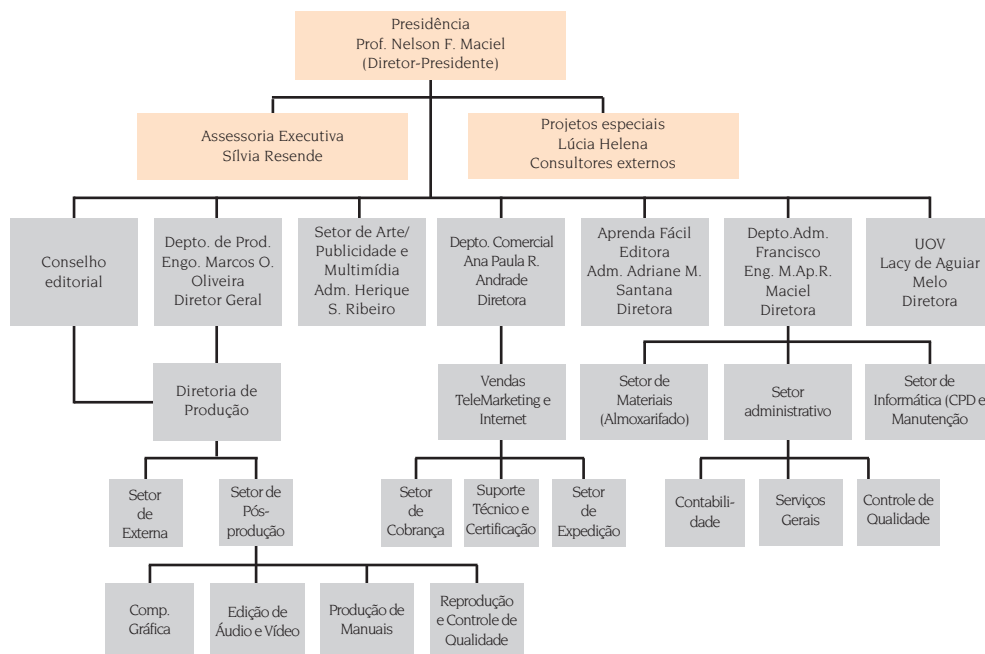 Presidência
Prof. Nelson F. Maciel
(Diretor-Presidente)
Assessoria Executiva
Sílvia Resende
Projetos especiais
Lúcia Helena
Consultores externos
Conselho
editorial
Depto. de Prod.
Engo. Marcos O.
Oliveira
Diretor Geral
Setor de Arte/
Publicidade e
Multimídia
Adm. Herique
S. Ribeiro
Depto. Comercial
Ana Paula R.
Andrade
Diretora
Aprenda Fácil
Editora
Adm. Adriane M.
Santana
Diretora
Depto.Adm.
Francisco
Eng. M.Ap.R.
Maciel
Diretora
UOV
Lacy de Aguiar
Melo
Diretora
Diretoria de
Produção
Vendas
TeleMarketing e
Internet
Setor de
Materiais
(Almoxarifado)
Setor
administrativo
Setor de
Informática (CPD e
Manutenção
Setor
de
Externa
Setor de
Pós-
produção
Setor
de
Cobrança
Suporte
Técnico e
Certificação
Setor
de
Expedição
Contabili-
dade
Serviços
Gerais
Controle de
Qualidade
Comp.
Gráfica
Edição de
Áudio e Vídeo
Produção de
Manuais
Reprodução
e Controle de
Qualidade